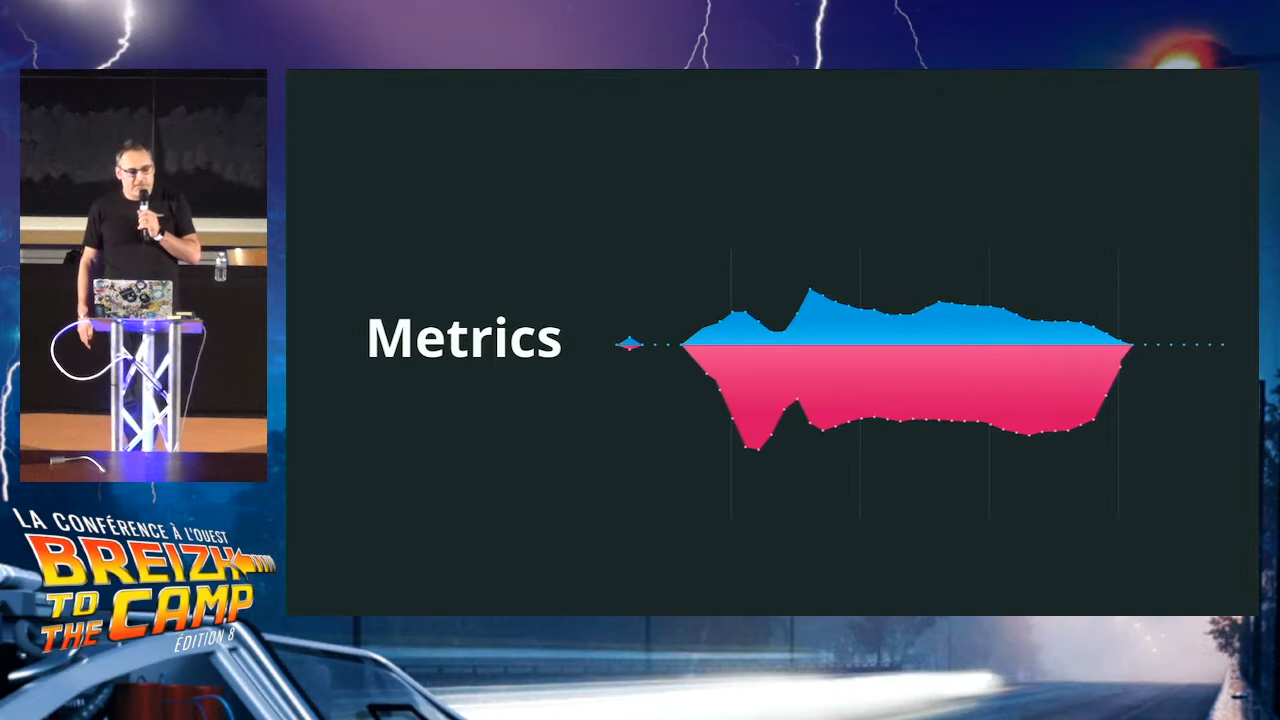 Metrics
LA CONFÉRENCE À L'OUEST
BREIZH
TO
THE CAMP
ÉDITION 8